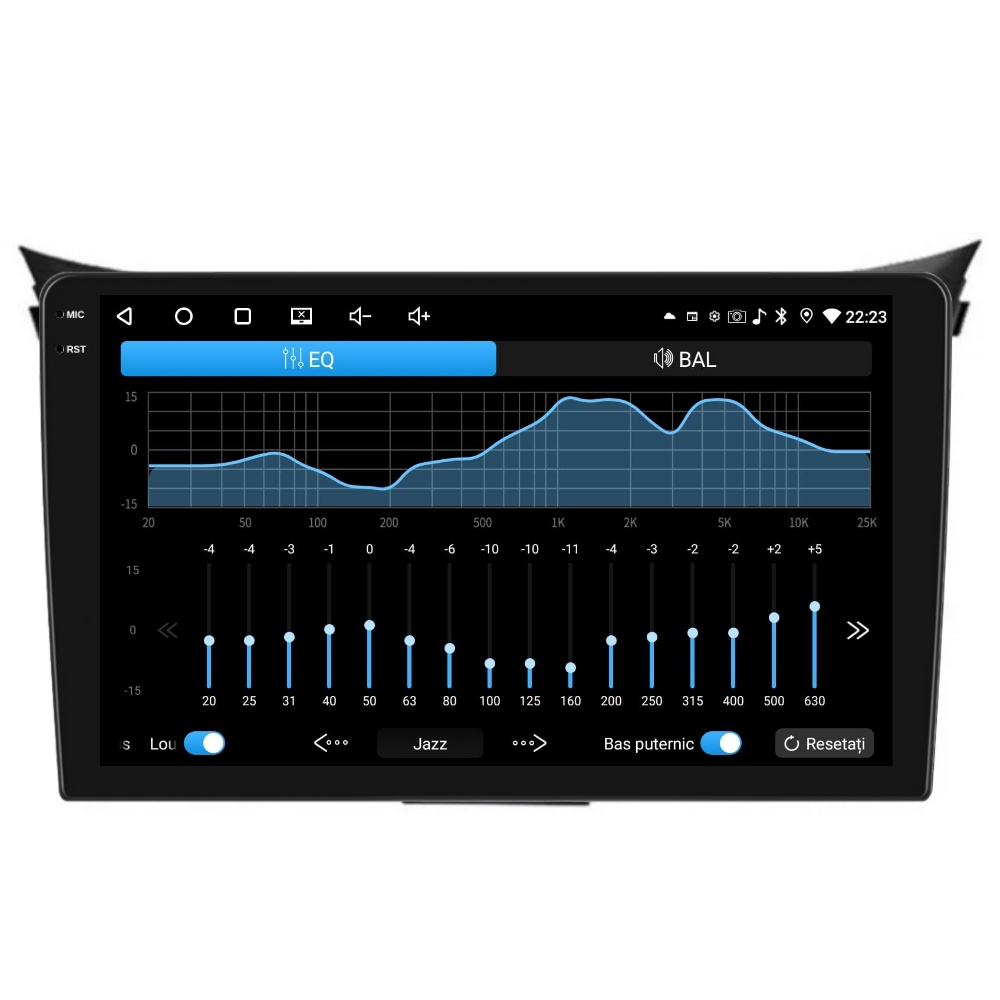 MIC
22:23
RST
EQ
BAL
15
0
-15
20 50 100 200 500 1K 2K 5K 10K 25K
-4 -4 -3 -1 0 -4 -6 -10 -10 -11 -4 -3 -2 -2 +2 +5
15
0
-15
20 25 31 40 50 63 80 100 125 160 200 250 315 400 500 630
s Lou Jazz Bas puternic Resetați